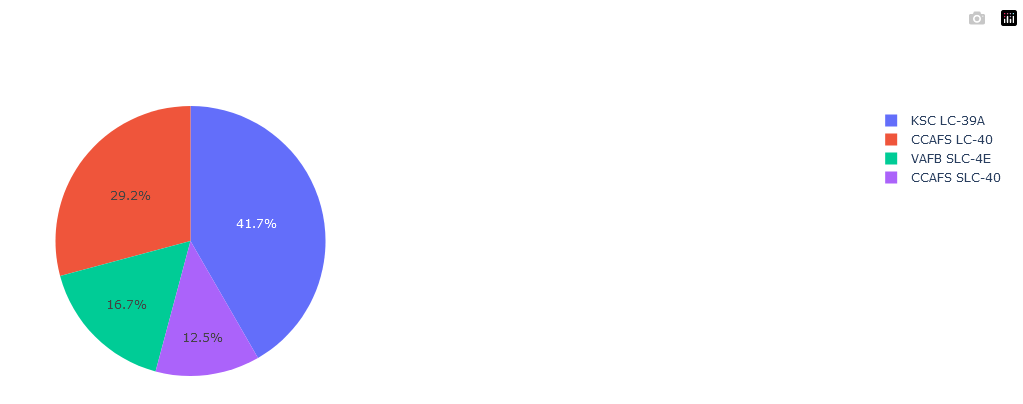 KSC LC-39A
CCAFS LC-40
VAFB SLC-4E
CCAFS SLC-40
29.2%
41.7%
16.7%
12.5%